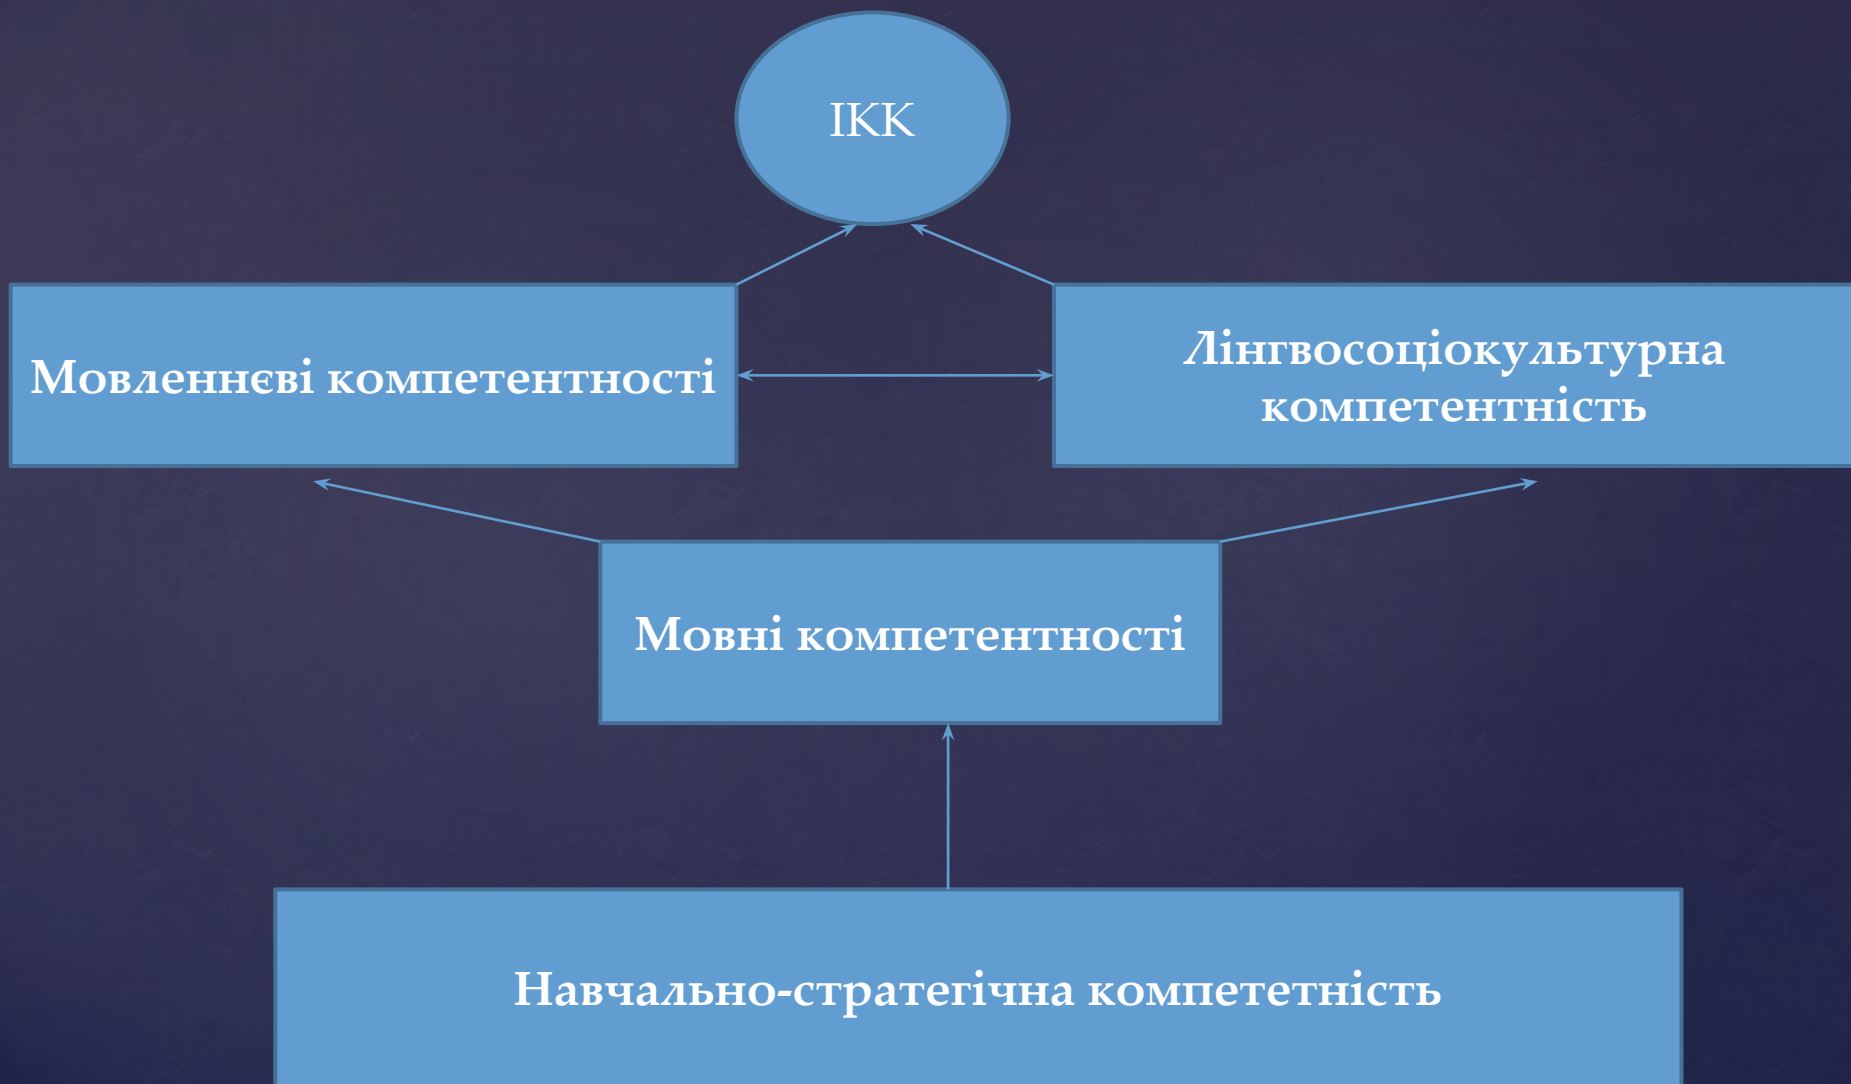 ІКК
Мовленнєві компетентності
Лінгвосоціокультурна
компетентність
Мовні компетентності
Навчально-стратегічна компететність